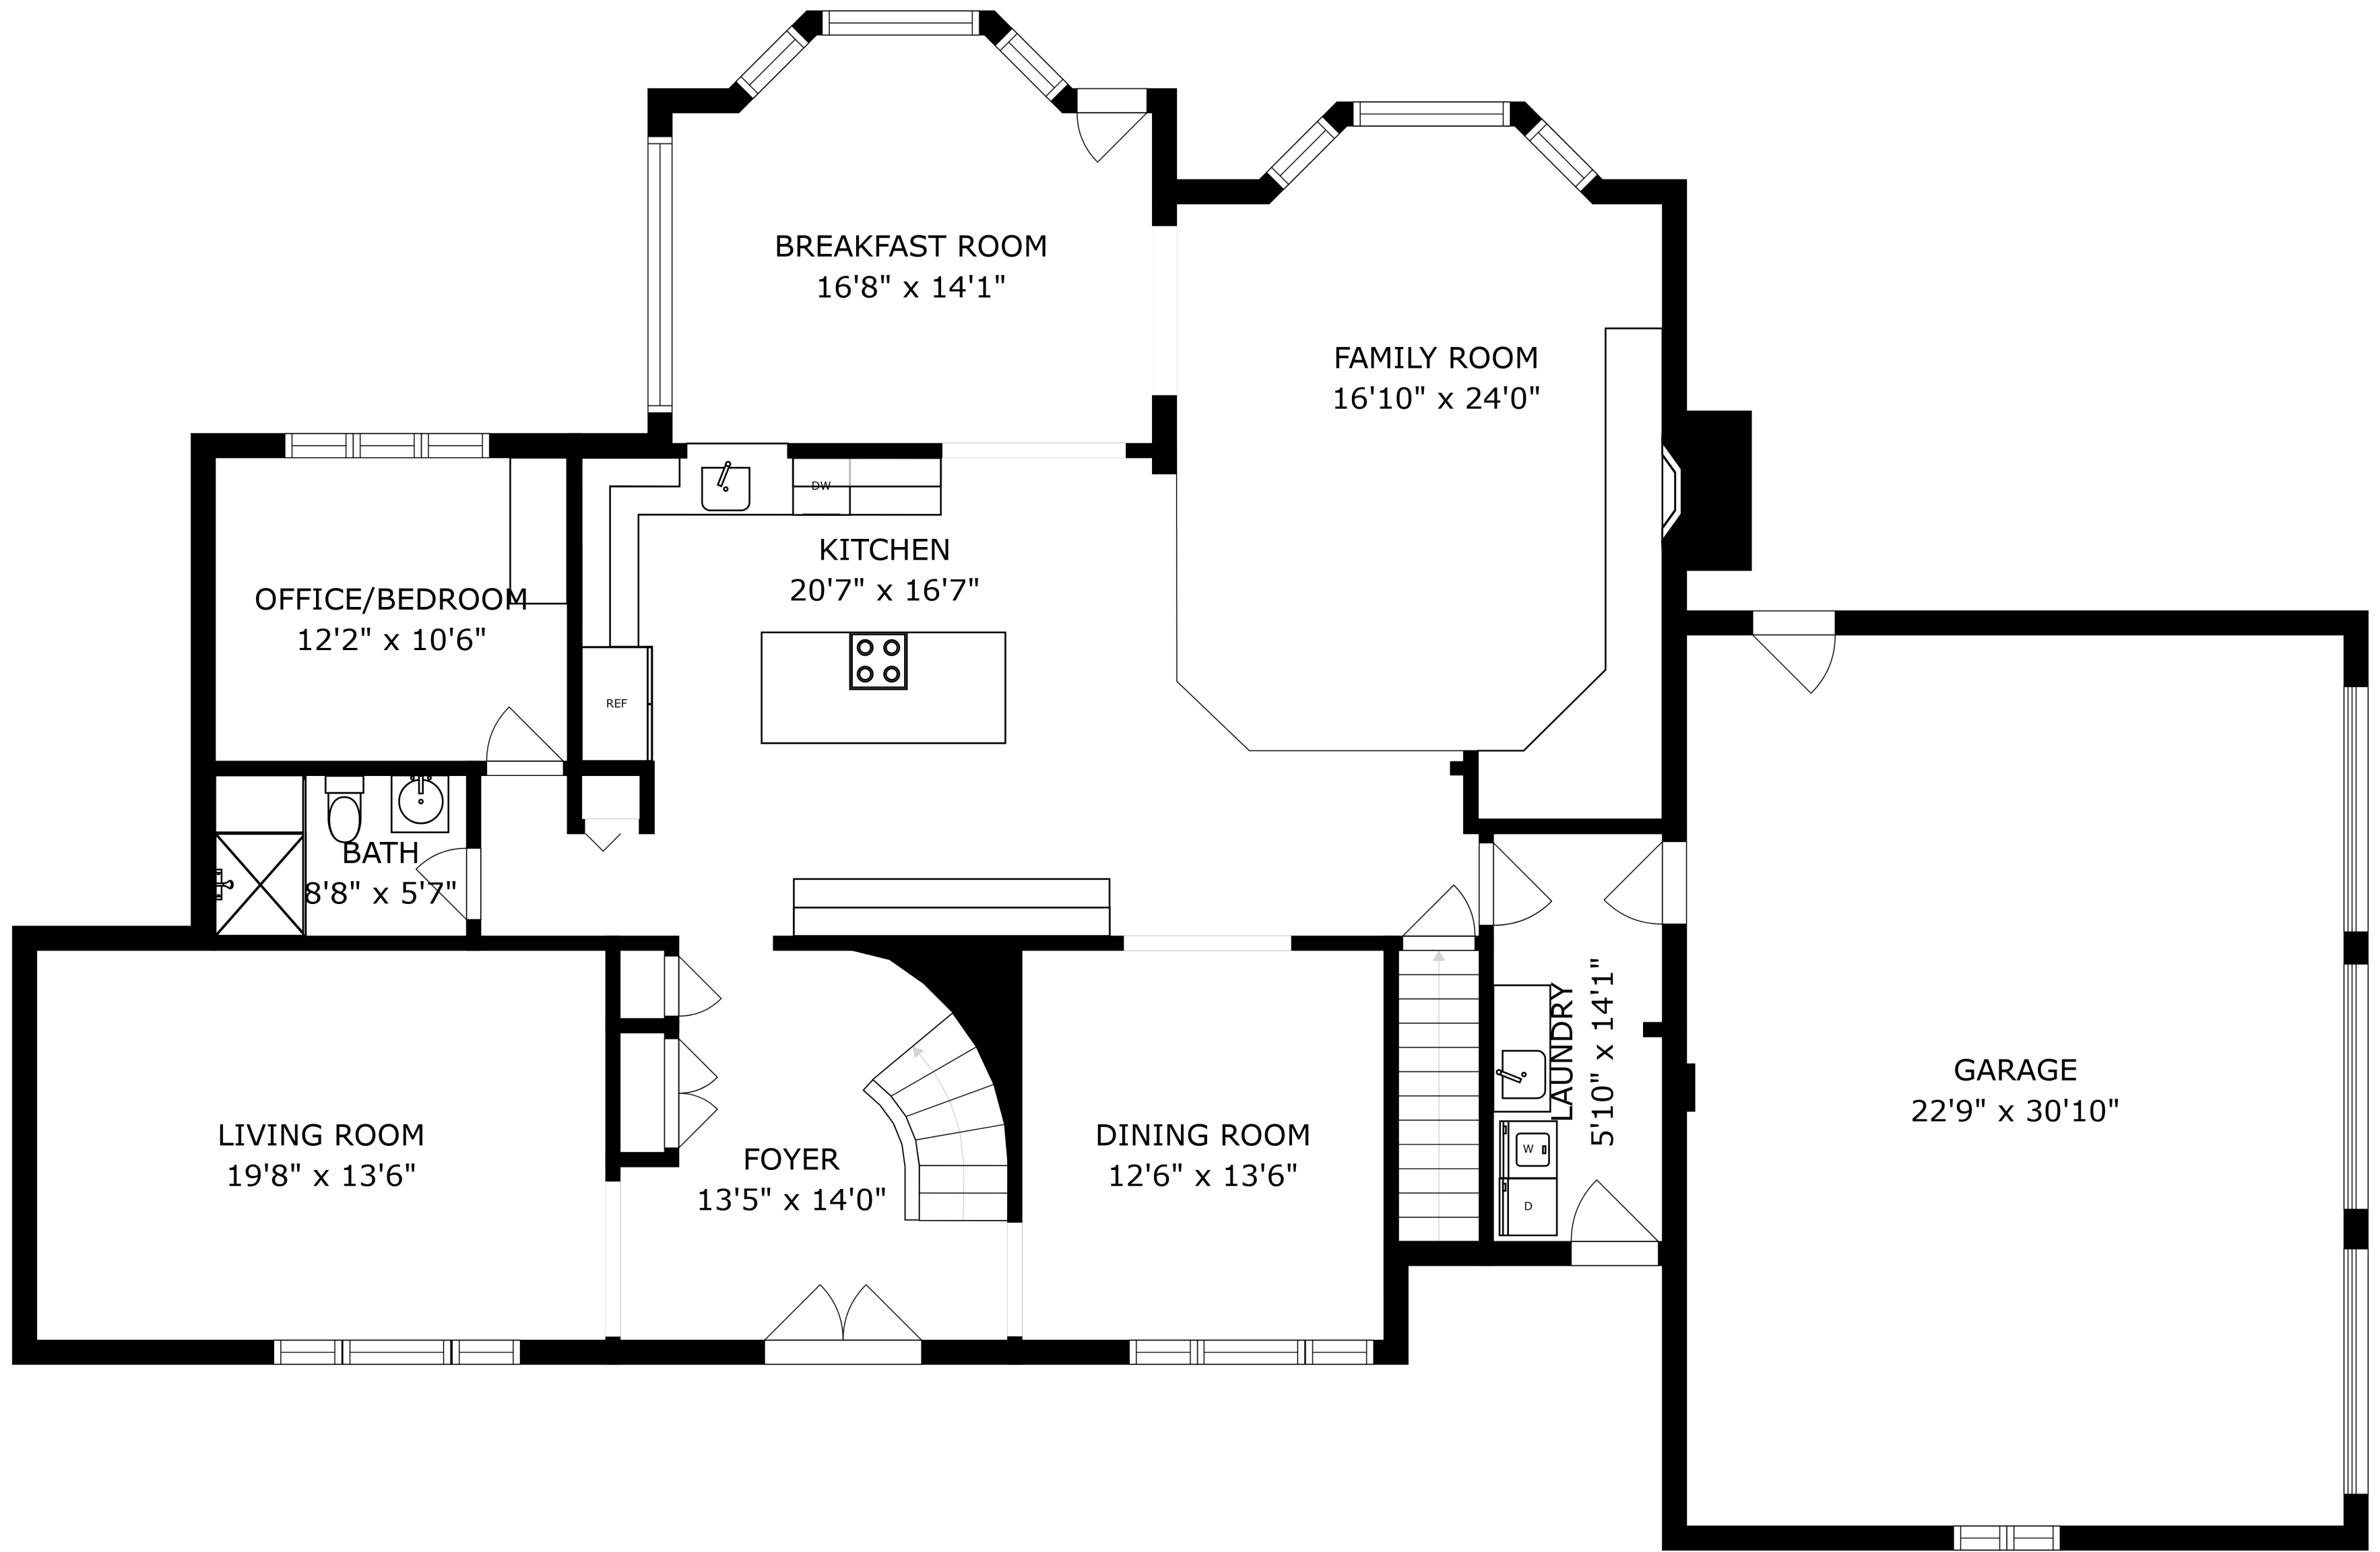 BREAKFAST ROOM
16'8" x 14'1"
FAMILY ROOM
16'10" x 24'0"
DW
KITCHEN
20'7" x 16'7"
OFFICE/BEDROOM
12'2" x 10'6"
REF
BATH
8'8" x 5'7"
LAUNDRY
5'10" x 14'1"
GARAGE
22'9" x 30'10"
LIVING ROOM
19'8" x 13'6"
FOYER
13'5" x 14'0"
DINING ROOM
12'6" x 13'6"
W
D